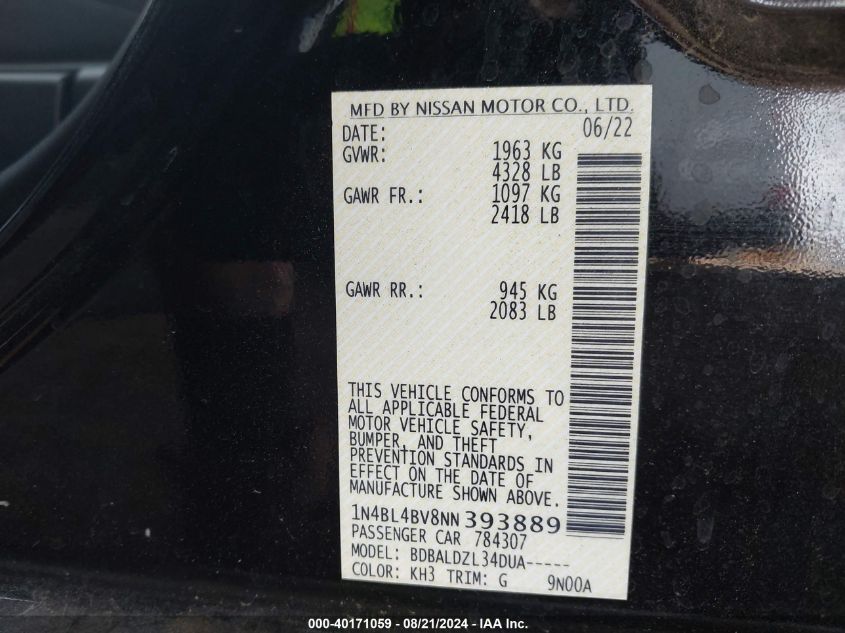 MFD BY NISSAN MOTOR CO., LTD.
DATE: 06/22
GVWR: 1963 KG
4328 LB
GAWR FR.: 1097 KG
2418 LB
GAWR RR.: 945 KG
2083 LB
THIS VEHICLE CONFORMS TO
ALL APPLICABLE FEDERAL
MOTOR VEHICLE SAFETY,
BUMPER, AND THEFT
PREVENTION STANDARDS IN
EFFECT ON THE DATE OF
MANUFACTURE SHOWN ABOVE.
1N4BL4BV8NN393889
PASSENGER CAR 784307
MODEL: BDBALDZL34DUA-----
COLOR: KH3 TRIM: G 9N00A
000-40171059 - 08/21/2024 - IAA Inc.